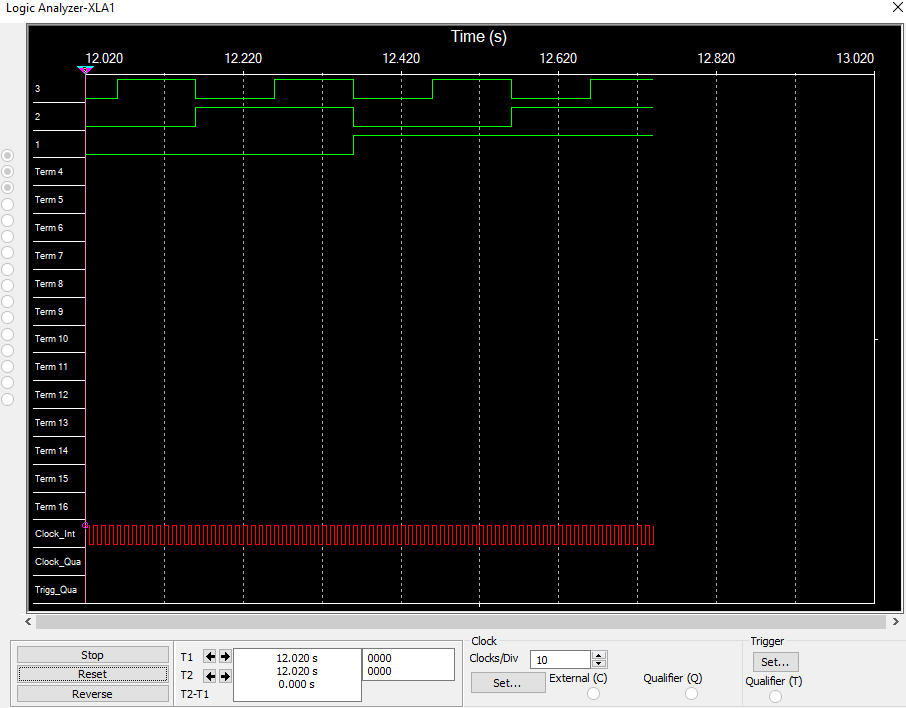 Logic Analyzer-XLA1
Time (s)
12.020 12.220 12.420 12.620 12.820 13.020
3
2
1
Term 4
Term 5
Term 6
Term 7
Term 8
Term 9
Term 10
Term 11
Term 12
Term 13
Term 14
Term 15
Term 16
Clock_Int
Clock_Qua
Trigg_Qua
Stop
Reset
Reverse
T1 12.020 s 0000
T2 12.020 s 0000
T2-T1 0.000 s
Clock
Clocks/Div 10
Set... External (C) Qualifier (Q)
Trigger
Set...
Qualifier (T)